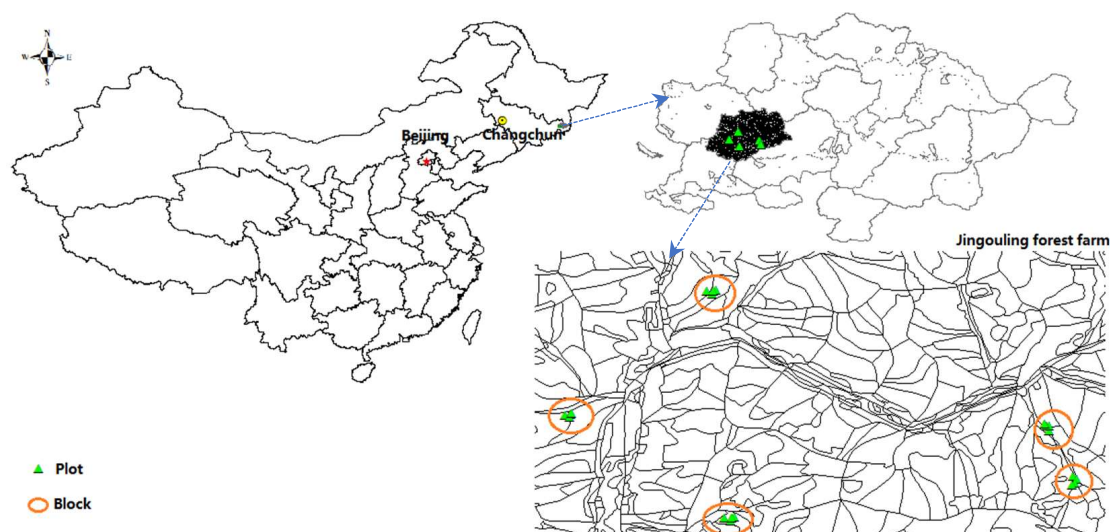 N
W E
S
Beijing
Changchun
Jingouling forest farm
Plot
Block